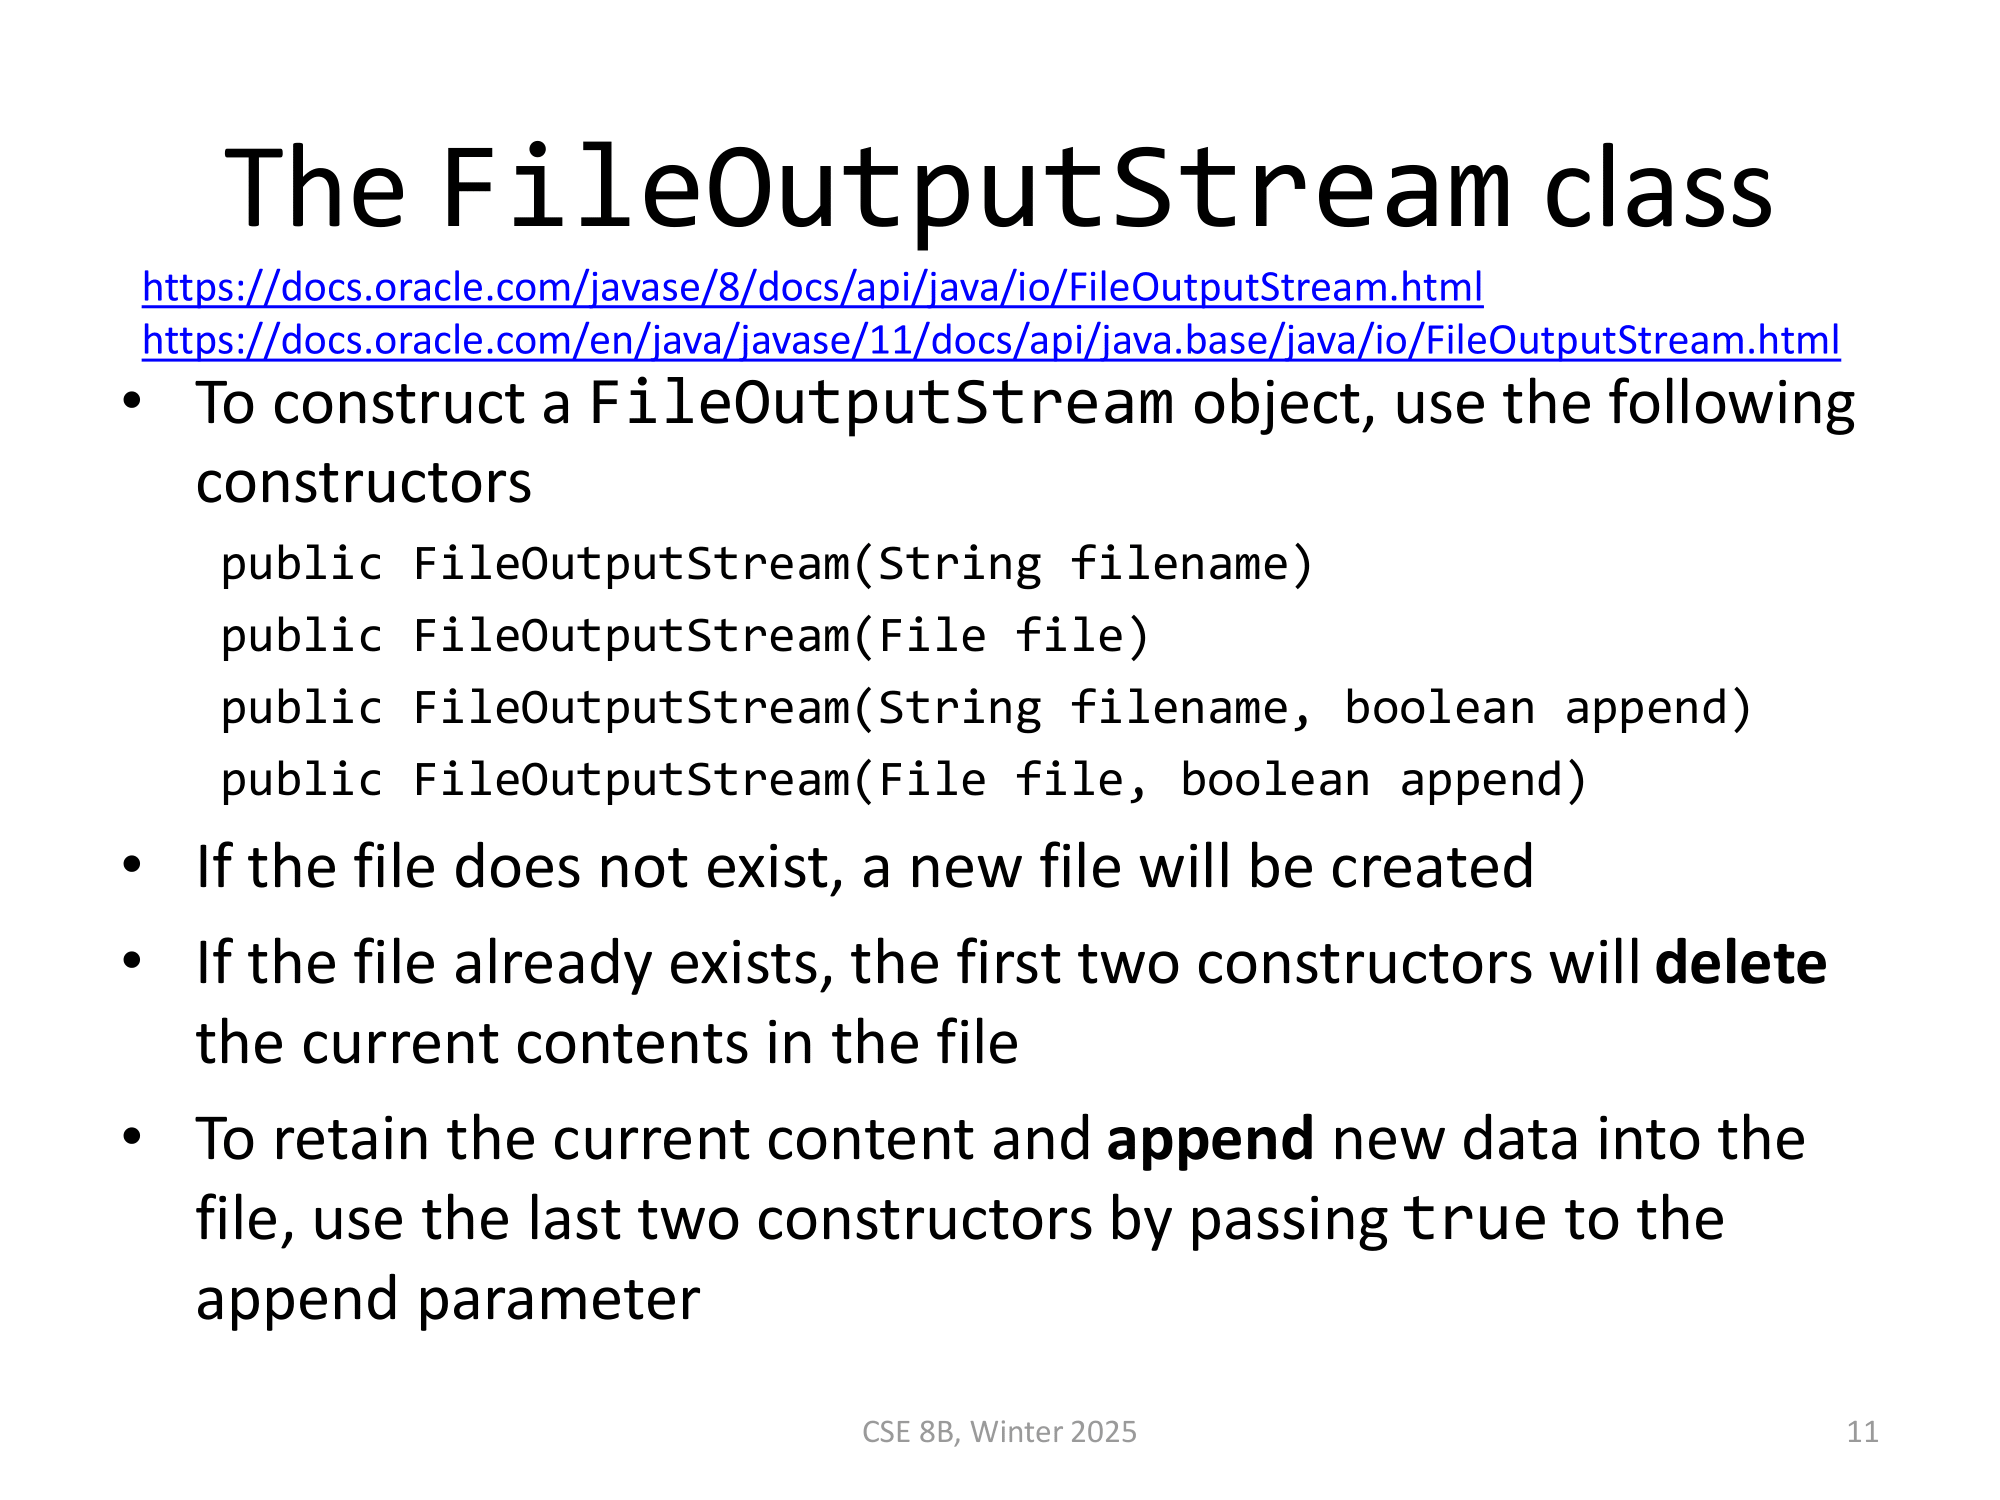 The FileOutputStream class
https://docs.oracle.com/javase/8/docs/api/java/io/FileOutputStream.html
https://docs.oracle.com/en/java/javase/11/docs/api/java.base/java/io/FileOutputStream.html
• To construct a FileOutputStream object, use the following
constructors
public FileOutputStream(String filename)
public FileOutputStream(File file)
public FileOutputStream(String filename, boolean append)
public FileOutputStream(File file, boolean append)
• If the file does not exist, a new file will be created
• If the file already exists, the first two constructors will delete
the current contents in the file
• To retain the current content and append new data into the
file, use the last two constructors by passing true to the
append parameter
CSE 8B, Winter 2025
11